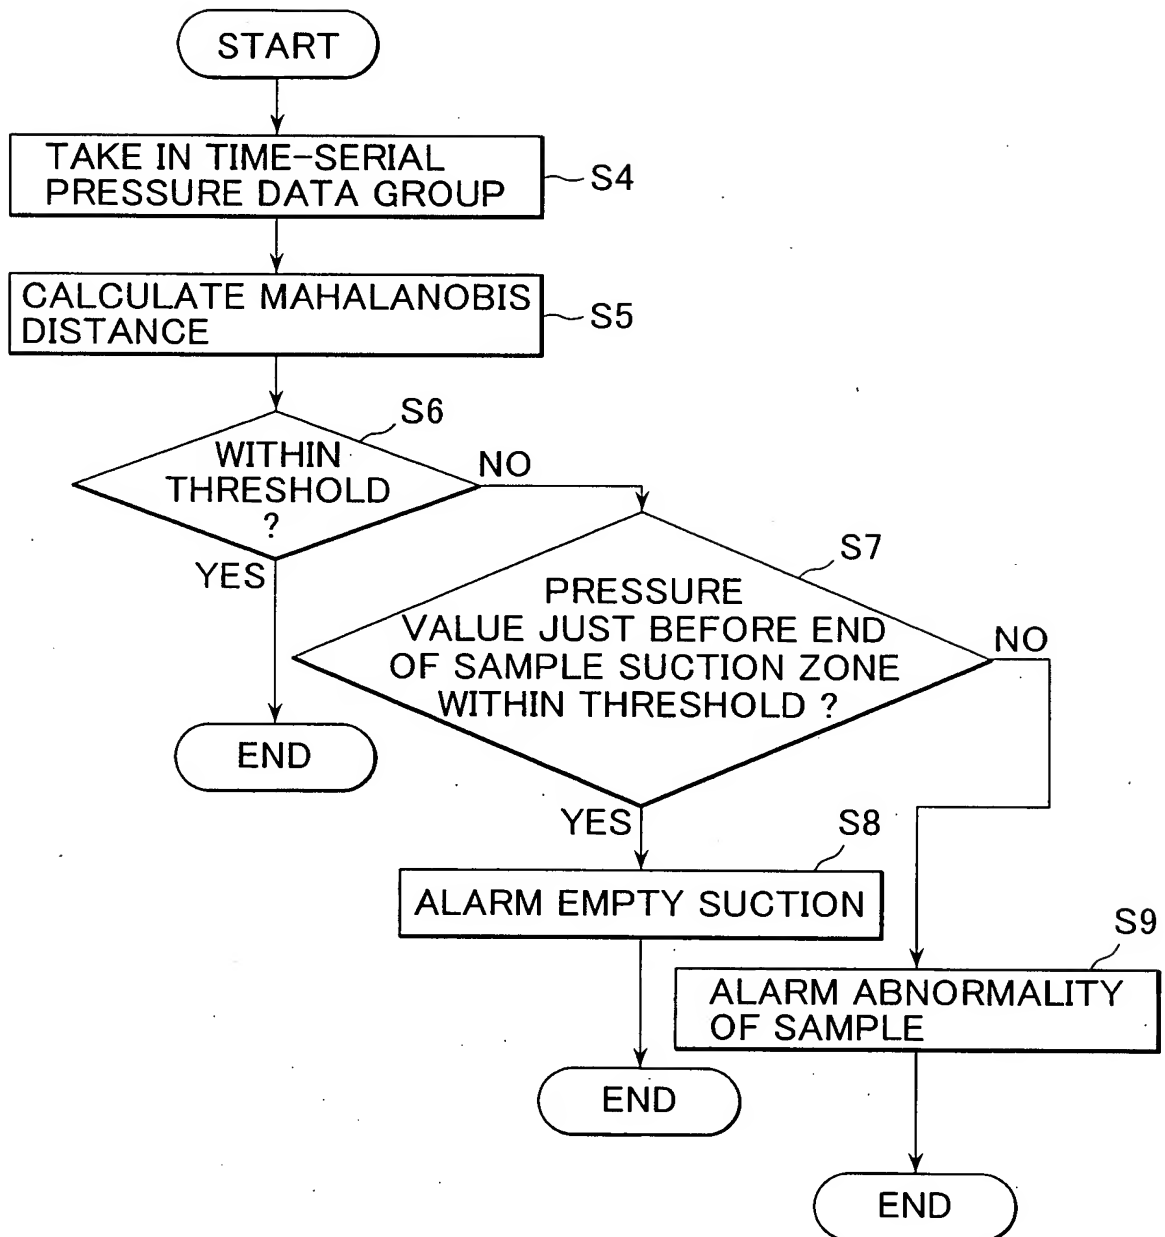 START
TAKE IN TIME-SERIAL
PRESSURE DATA GROUP
S4
CALCULATE MAHALANOBIS
DISTANCE
S5
S6
WITHIN
THRESHOLD
?
NO
YES
END
S7
PRESSURE
VALUE JUST BEFORE END
OF SAMPLE SUCTION ZONE
WITHIN THRESHOLD ?
NO
YES
S8
ALARM EMPTY SUCTION
END
S9
ALARM ABNORMALITY
OF SAMPLE
END